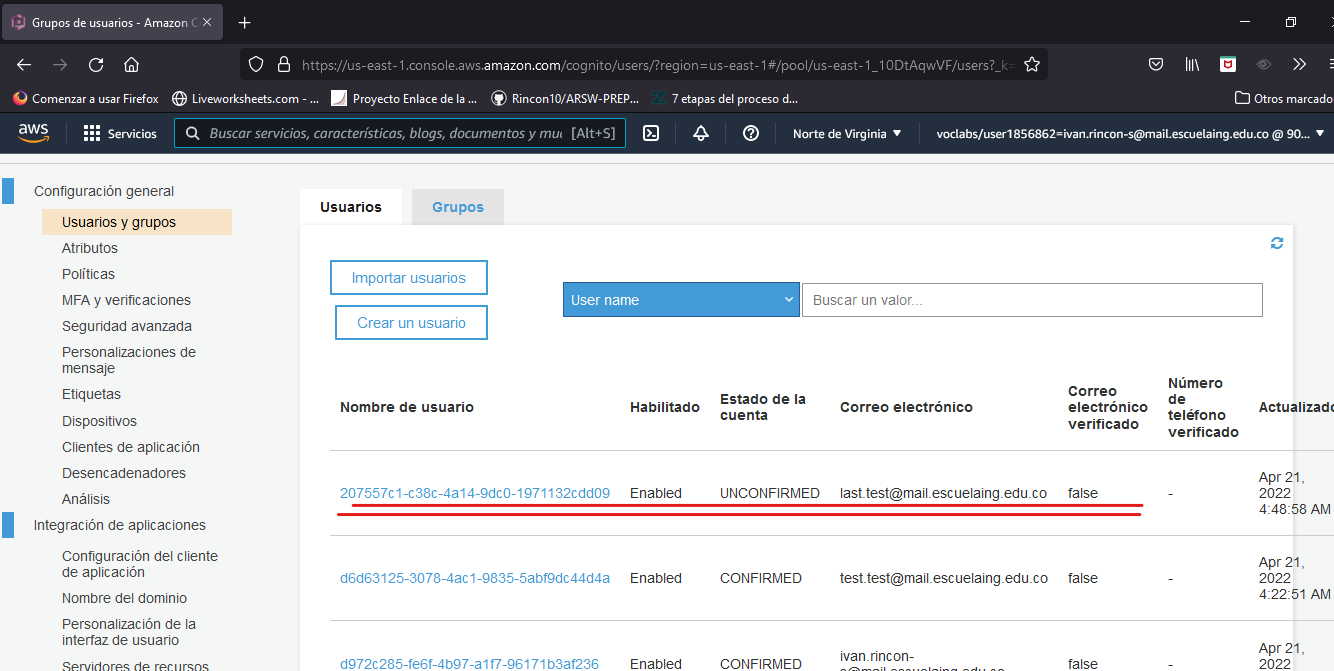 Grupos de usuarios - Amazon C
https://us-east-1.console.aws.amazon.com/cognito/users/?region=us-east-1#/pool/us-east-1_10DtAqwVF/users?_k=
Comenzar a usar Firefox Liveworksheets.com - ... Proyecto Enlace de la ... Rincon10/ARSW-PREP... 7 etapas del proceso d... Otros marcado
aws Servicios Buscar servicios, características, blogs, documentos y mu [Alt+S] Norte de Virginia voclabs/user1856862=ivan.rincon-s@mail.escuelaing.edu.co @ 90...
Configuración general
Usuarios y grupos
Atributos
Políticas
MFA y verificaciones
Seguridad avanzada
Personalizaciones de
mensaje
Etiquetas
Dispositivos
Clientes de aplicación
Desencadenadores
Análisis
Integración de aplicaciones
Configuración del cliente
de aplicación
Nombre del dominio
Personalización de la
interfaz de usuario
Servidores de recursos
Usuarios Grupos
Importar usuarios
Crear un usuario
User name Buscar un valor...
Nombre de usuario
Habilitado
Estado de la
cuenta
Correo electrónico
Correo
electrónico
verificado
Número
de
teléfono
verificado
Actualizado
207557c1-c38c-4a14-9dc0-1971132cdd09 Enabled UNCONFIRMED last.test@mail.escuelaing.edu.co false -
Apr 21,
2022
4:48:58 AM
d6d63125-3078-4ac1-9835-5abf9dc44d4a Enabled CONFIRMED test.test@mail.escuelaing.edu.co false -
Apr 21,
2022
4:22:51 AM
d972c285-fe6f-4b97-a1f7-96171b3af236 Enabled CONFIRMED
ivan.rincon-
s@mail.escuelaing.edu.co
false -
Apr 21,
2022